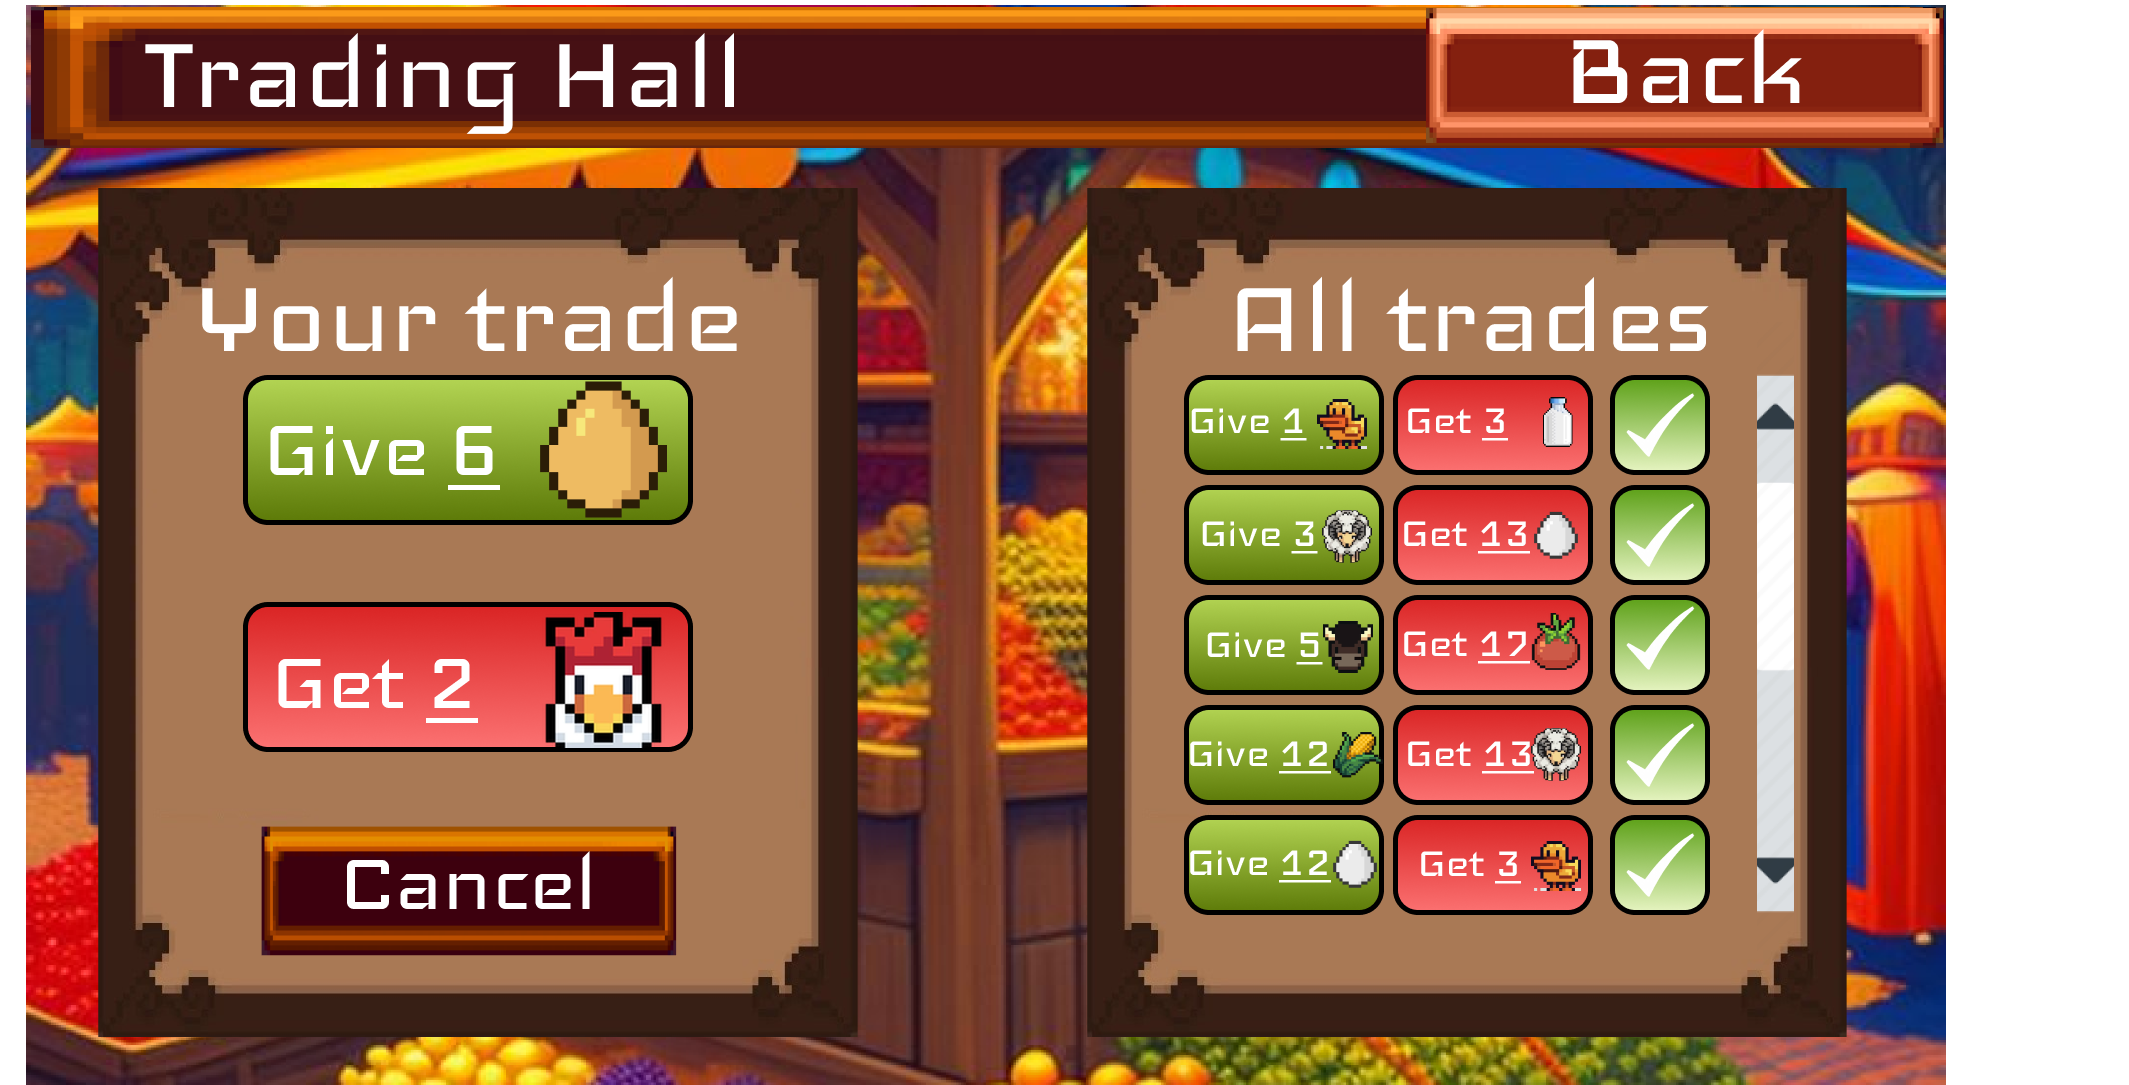 Trading Hall
Back
Your trade
Give 6
Get 2
Cancel
All trades
Give 1 Get 3
Give 3 Get 13
Give 5 Get 17
Give 12 Get 13
Give 12 Get 3